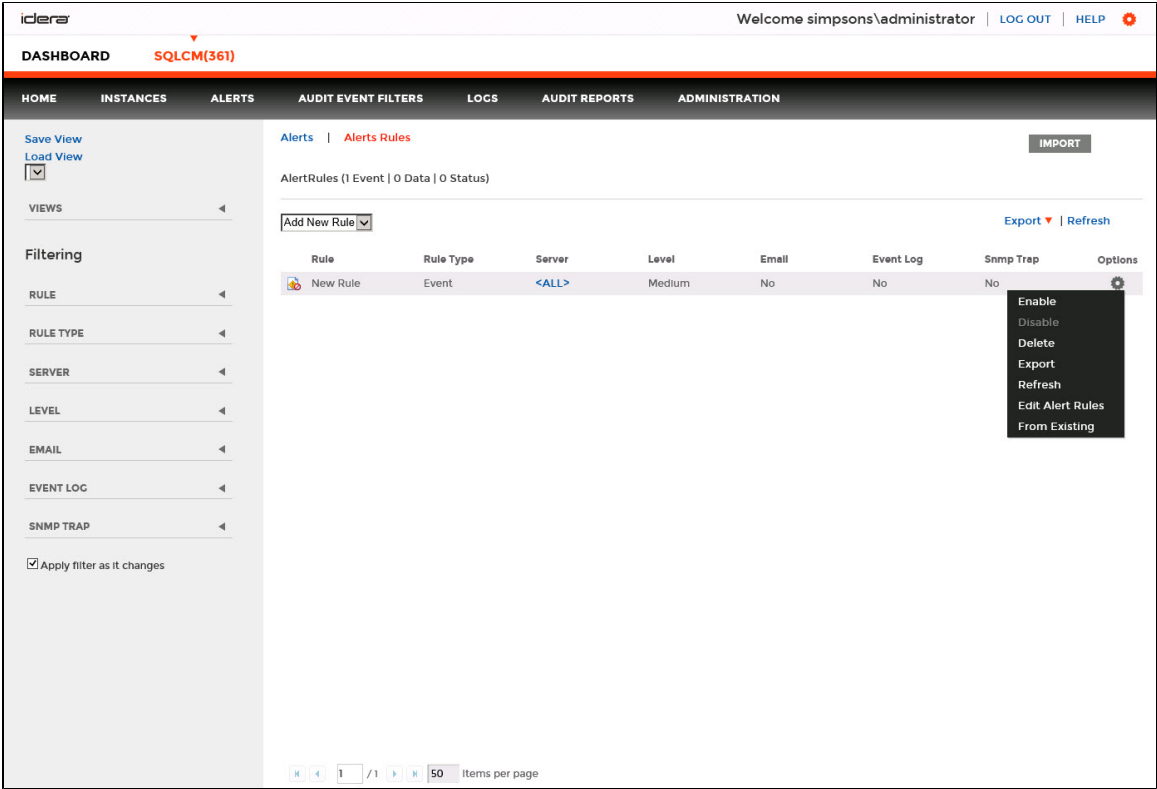 idera
Welcome simpsons\administrator | LOG OUT | HELP
DASHBOARD SQLCM(361)
HOME INSTANCES ALERTS AUDIT EVENT FILTERS LOGS AUDIT REPORTS ADMINISTRATION
Save View
Load View
VIEWS
Filtering
RULE
RULE TYPE
SERVER
LEVEL
EMAIL
EVENT LOG
SNMP TRAP
Apply filter as it changes
Alerts | Alerts Rules
IMPORT
AlertRules (1 Event | 0 Data | 0 Status)
Add New Rule
Export | Refresh
Rule Rule Type Server Level Email Event Log Snmp Trap Options
New Rule Event <ALL> Medium No No No
Enable
Disable
Delete
Export
Refresh
Edit Alert Rules
From Existing
1 / 1 50 Items per page